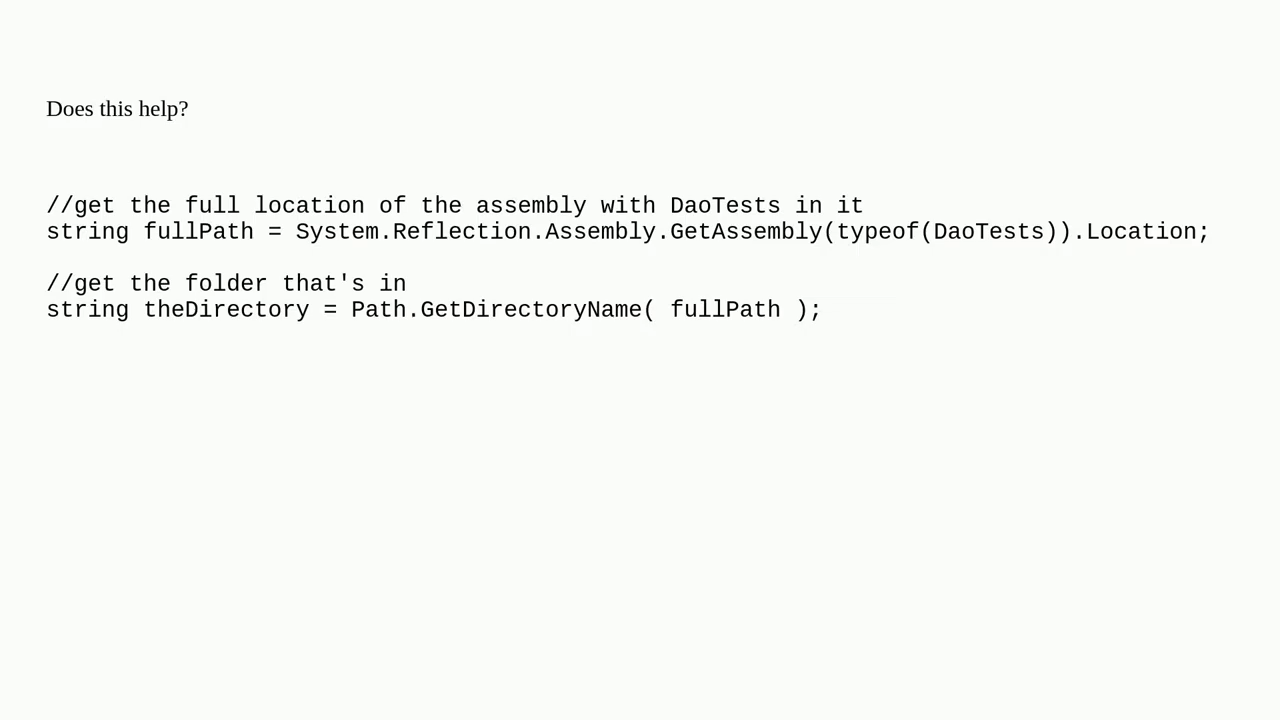 Does this help?
//get the full location of the assembly with DaoTests in it
string fullPath = System.Reflection.Assembly.GetAssembly(typeof(DaoTests)).Location;
//get the folder that's in
string theDirectory = Path.GetDirectoryName( fullPath );